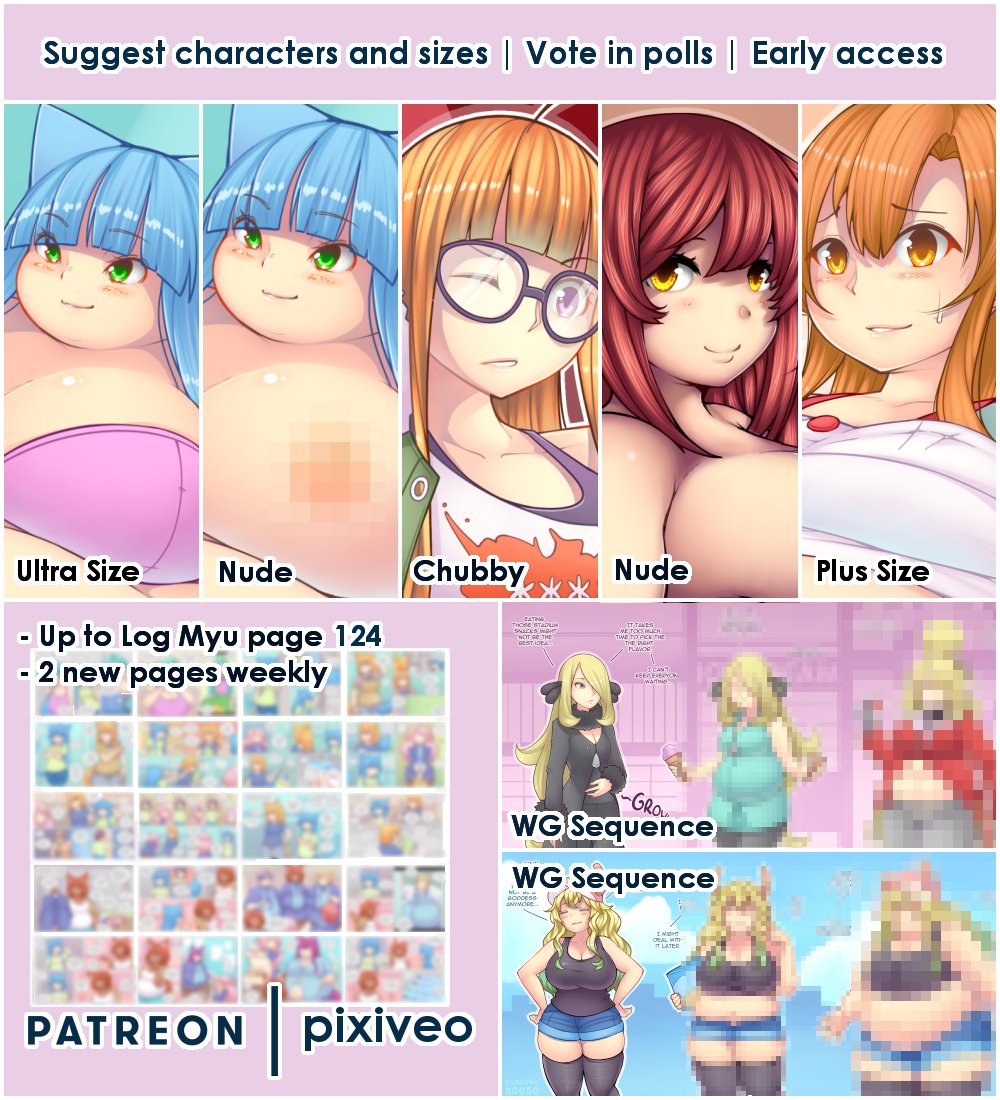 Suggest characters and sizes | Vote in polls | Early access
Ultra Size
Nude
Chubby
Nude
Plus Size
- Up to Log Myu page 124
- 2 new pages weekly
EATING
THOSE STADIUM
SNACKS MIGHT
NOT BE THE
BEST IDEA...
IT TAKES
ME TOO MUCH
TIME TO PICK
THE RIGHT
FLAVOR.
I CAN'T
KEEP EVERYON
WAITING...
~GROW
WG Sequence
WG Sequence
GODDESS
ANYMORE...
I MIGHT
DEAL WITH
IT LATER.
PATREON | pixiveo
pixiveo